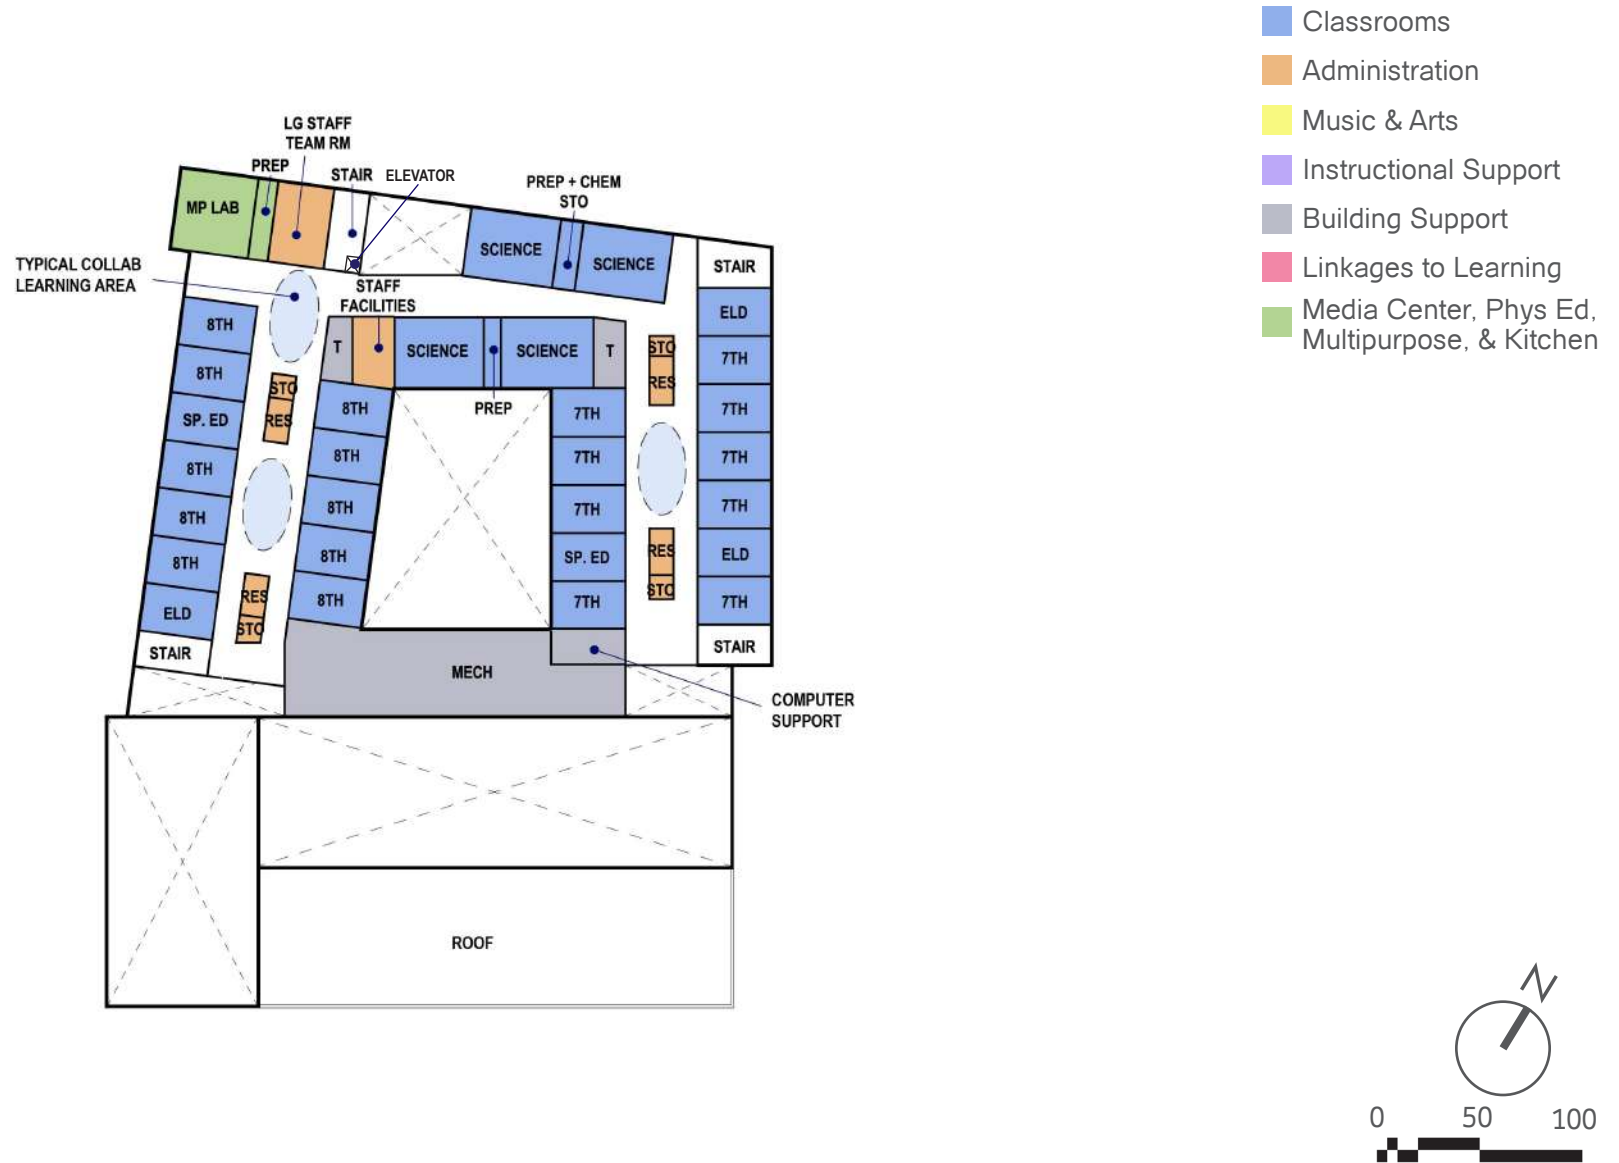 Classrooms
Administration
Music & Arts
Instructional Support
Building Support
Linkages to Learning
Media Center, Phys Ed,
Multipurpose, & Kitchen
LG STAFF
TEAM RM
PREP
STAIR
ELEVATOR
PREP + CHEM
STO
MP LAB
SCIENCE
SCIENCE
STAIR
TYPICAL COLLAB
LEARNING AREA
STAFF
FACILITIES
8TH
8TH
SP. ED
8TH
8TH
8TH
ELD
STAIR
STO
RES
RES
STO
T
SCIENCE
SCIENCE
T
PREP
8TH
8TH
8TH
8TH
8TH
7TH
7TH
7TH
SP. ED
7TH
STO
RES
RES
STO
ELD
7TH
7TH
7TH
7TH
ELD
7TH
STAIR
MECH
COMPUTER
SUPPORT
ROOF
N
0 50 100